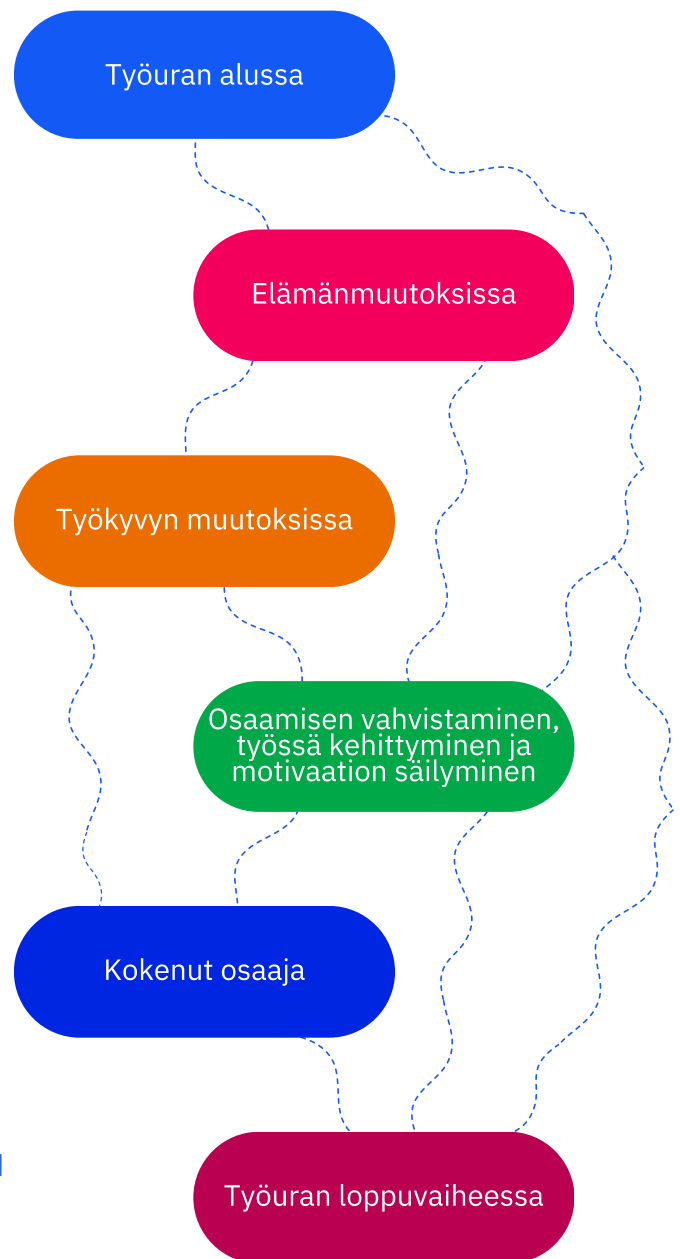 Työuran alussa
Elämänmuutoksissa
Työkyvyn muutoksissa
Osaamisen vahvistaminen,
työssä kehittyminen ja
motivaation säilyminen
Kokenut osaaja
Työuran loppuvaiheessa